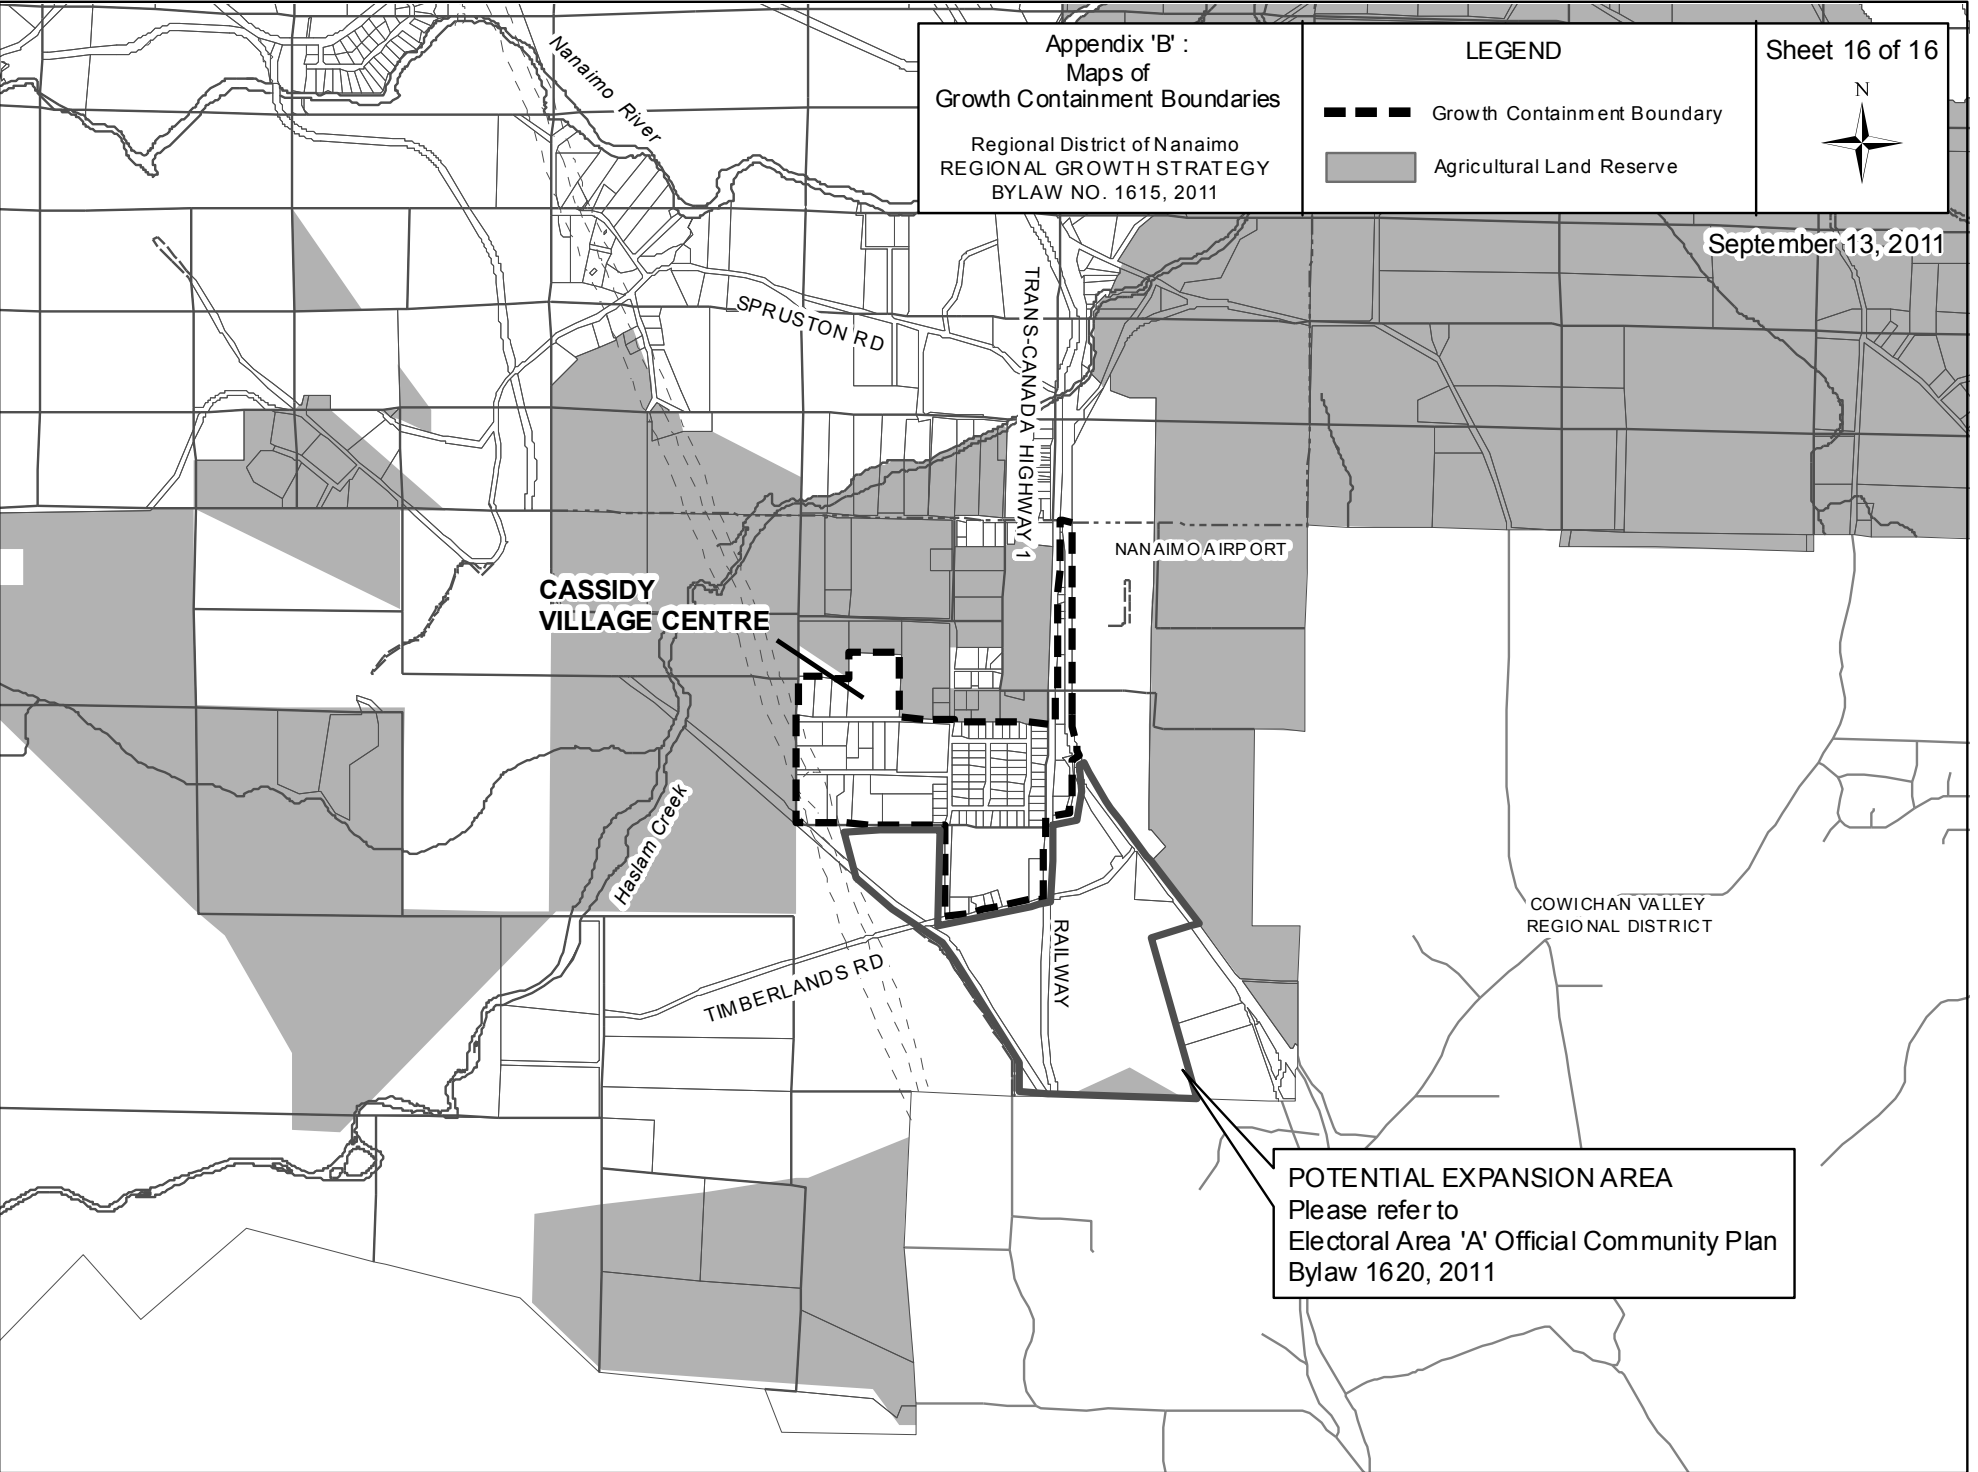 Appendix 'B' :
Maps of
Growth Containment Boundaries
Regional District of Nanaimo
REGIONAL GROWTH STRATEGY
BYLAW NO. 1615, 2011
LEGEND
Growth Containment Boundary
Agricultural Land Reserve
Sheet 16 of 16
N
September 13, 2011
Nanaimo River
SPRUSTON RD
TRANS-CANADA HIGHWAY 1
NANAIMO AIRPORT
CASSIDY
VILLAGE CENTRE
Haslam Creek
TIMBERLANDS RD
RAILWAY
COWICHAN VALLEY
REGIONAL DISTRICT
POTENTIAL EXPANSION AREA
Please refer to
Electoral Area 'A' Official Community Plan
Bylaw 1620, 2011